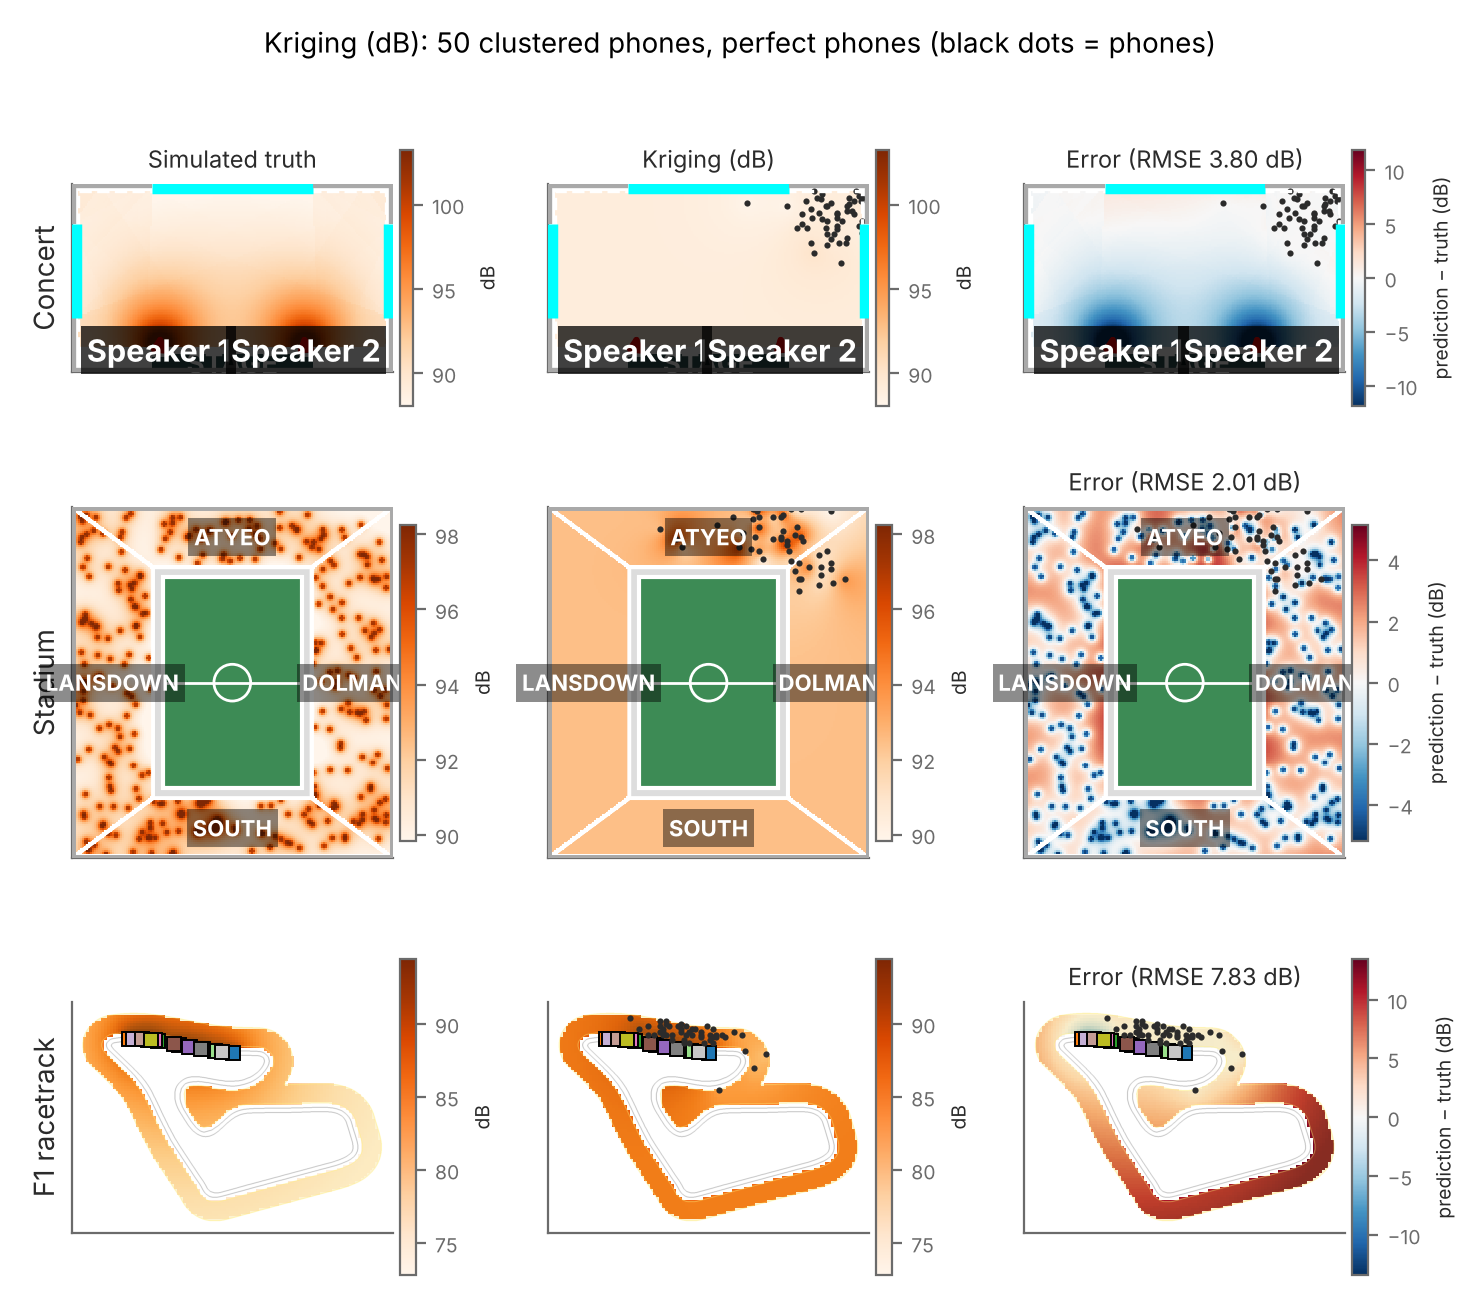 Kriging (dB): 50 clustered phones, perfect phones (black dots = phones)
Simulated truth
Kriging (dB)
Error (RMSE 3.80 dB)
Concert
Speaker 1
Speaker 2
100
95
90
dB
Speaker 1
Speaker 2
100
95
90
dB
Speaker 1
Speaker 2
10
5
0
−5
−10
prediction − truth (dB)
Error (RMSE 2.01 dB)
Stadium
ATYEO
LANSDOWN
DOLMAN
SOUTH
98
96
94
92
90
dB
ATYEO
LANSDOWN
DOLMAN
SOUTH
98
96
94
92
90
dB
ATYEO
LANSDOWN
DOLMAN
SOUTH
4
2
0
−2
−4
prediction − truth (dB)
Error (RMSE 7.83 dB)
F1 racetrack
90
85
80
75
dB
90
85
80
75
dB
10
5
0
−5
−10
prediction − truth (dB)